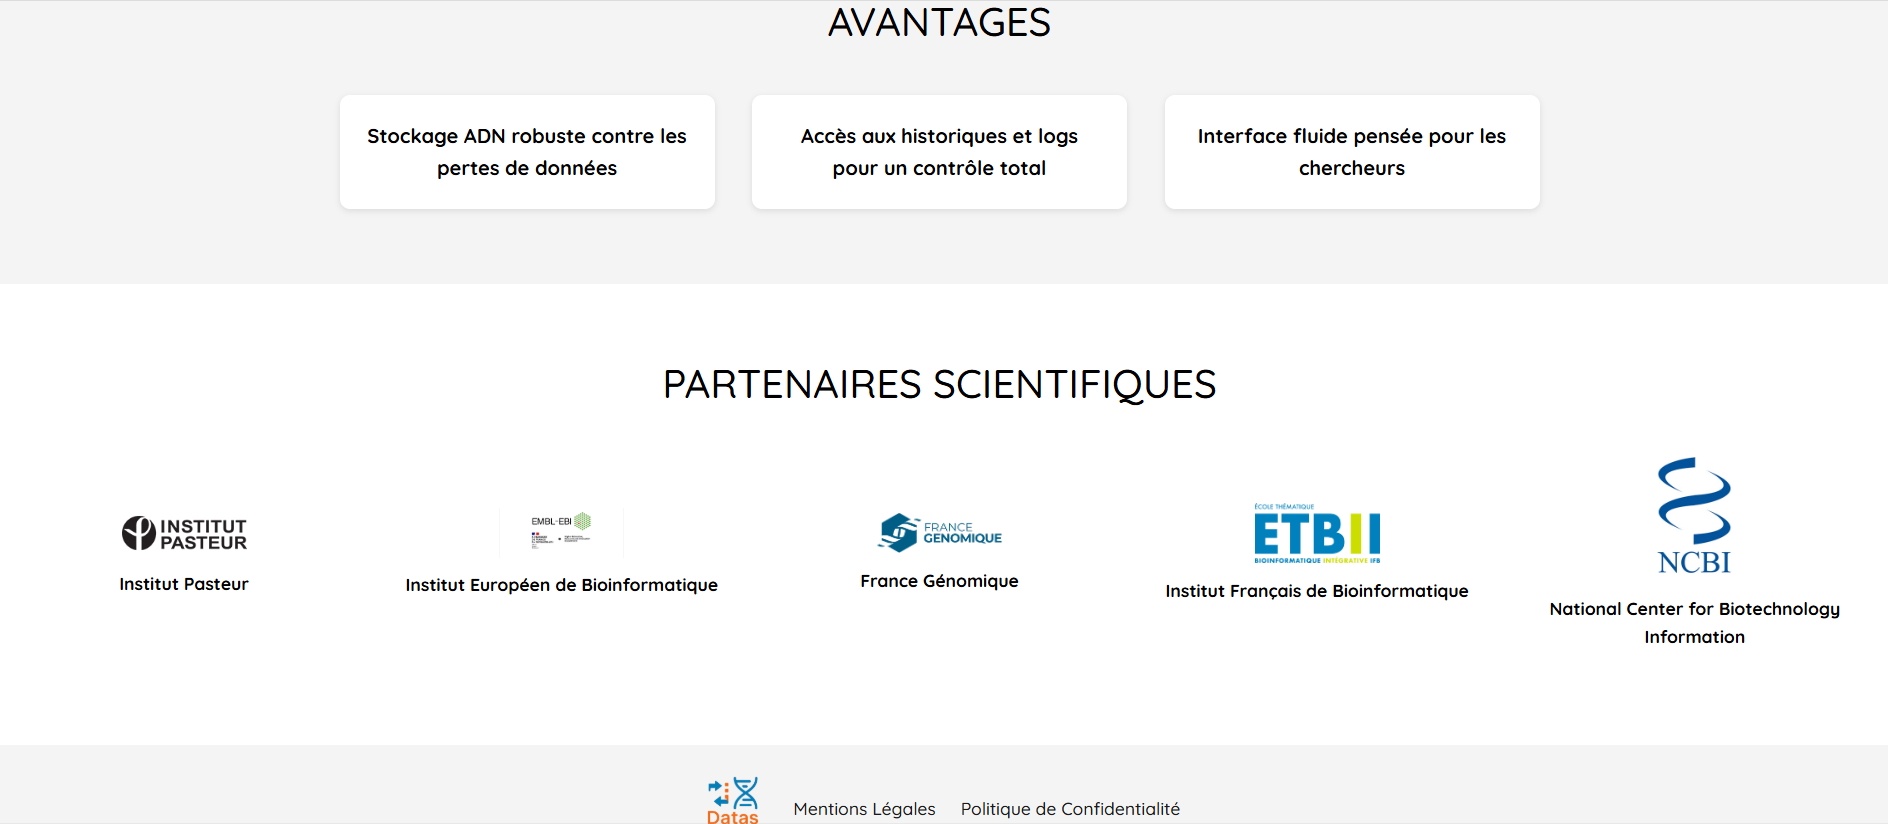 AVANTAGES
Stockage ADN robuste contre les
pertes de données
Accès aux historiques et logs
pour un contrôle total
Interface fluide pensée pour les
chercheurs
PARTENAIRES SCIENTIFIQUES
INSTITUT
PASTEUR
Institut Pasteur
EMBL-EBI
Institut Européen de Bioinformatique
FRANCE
GENOMIQUE
France Génomique
ÉCOLE THÉMATIQUE
ETBII
BIOINFORMATIQUE INTÉGRATIVE IFB
Institut Français de Bioinformatique
NCBI
National Center for Biotechnology
Information
Datas
Mentions Légales
Politique de Confidentialité